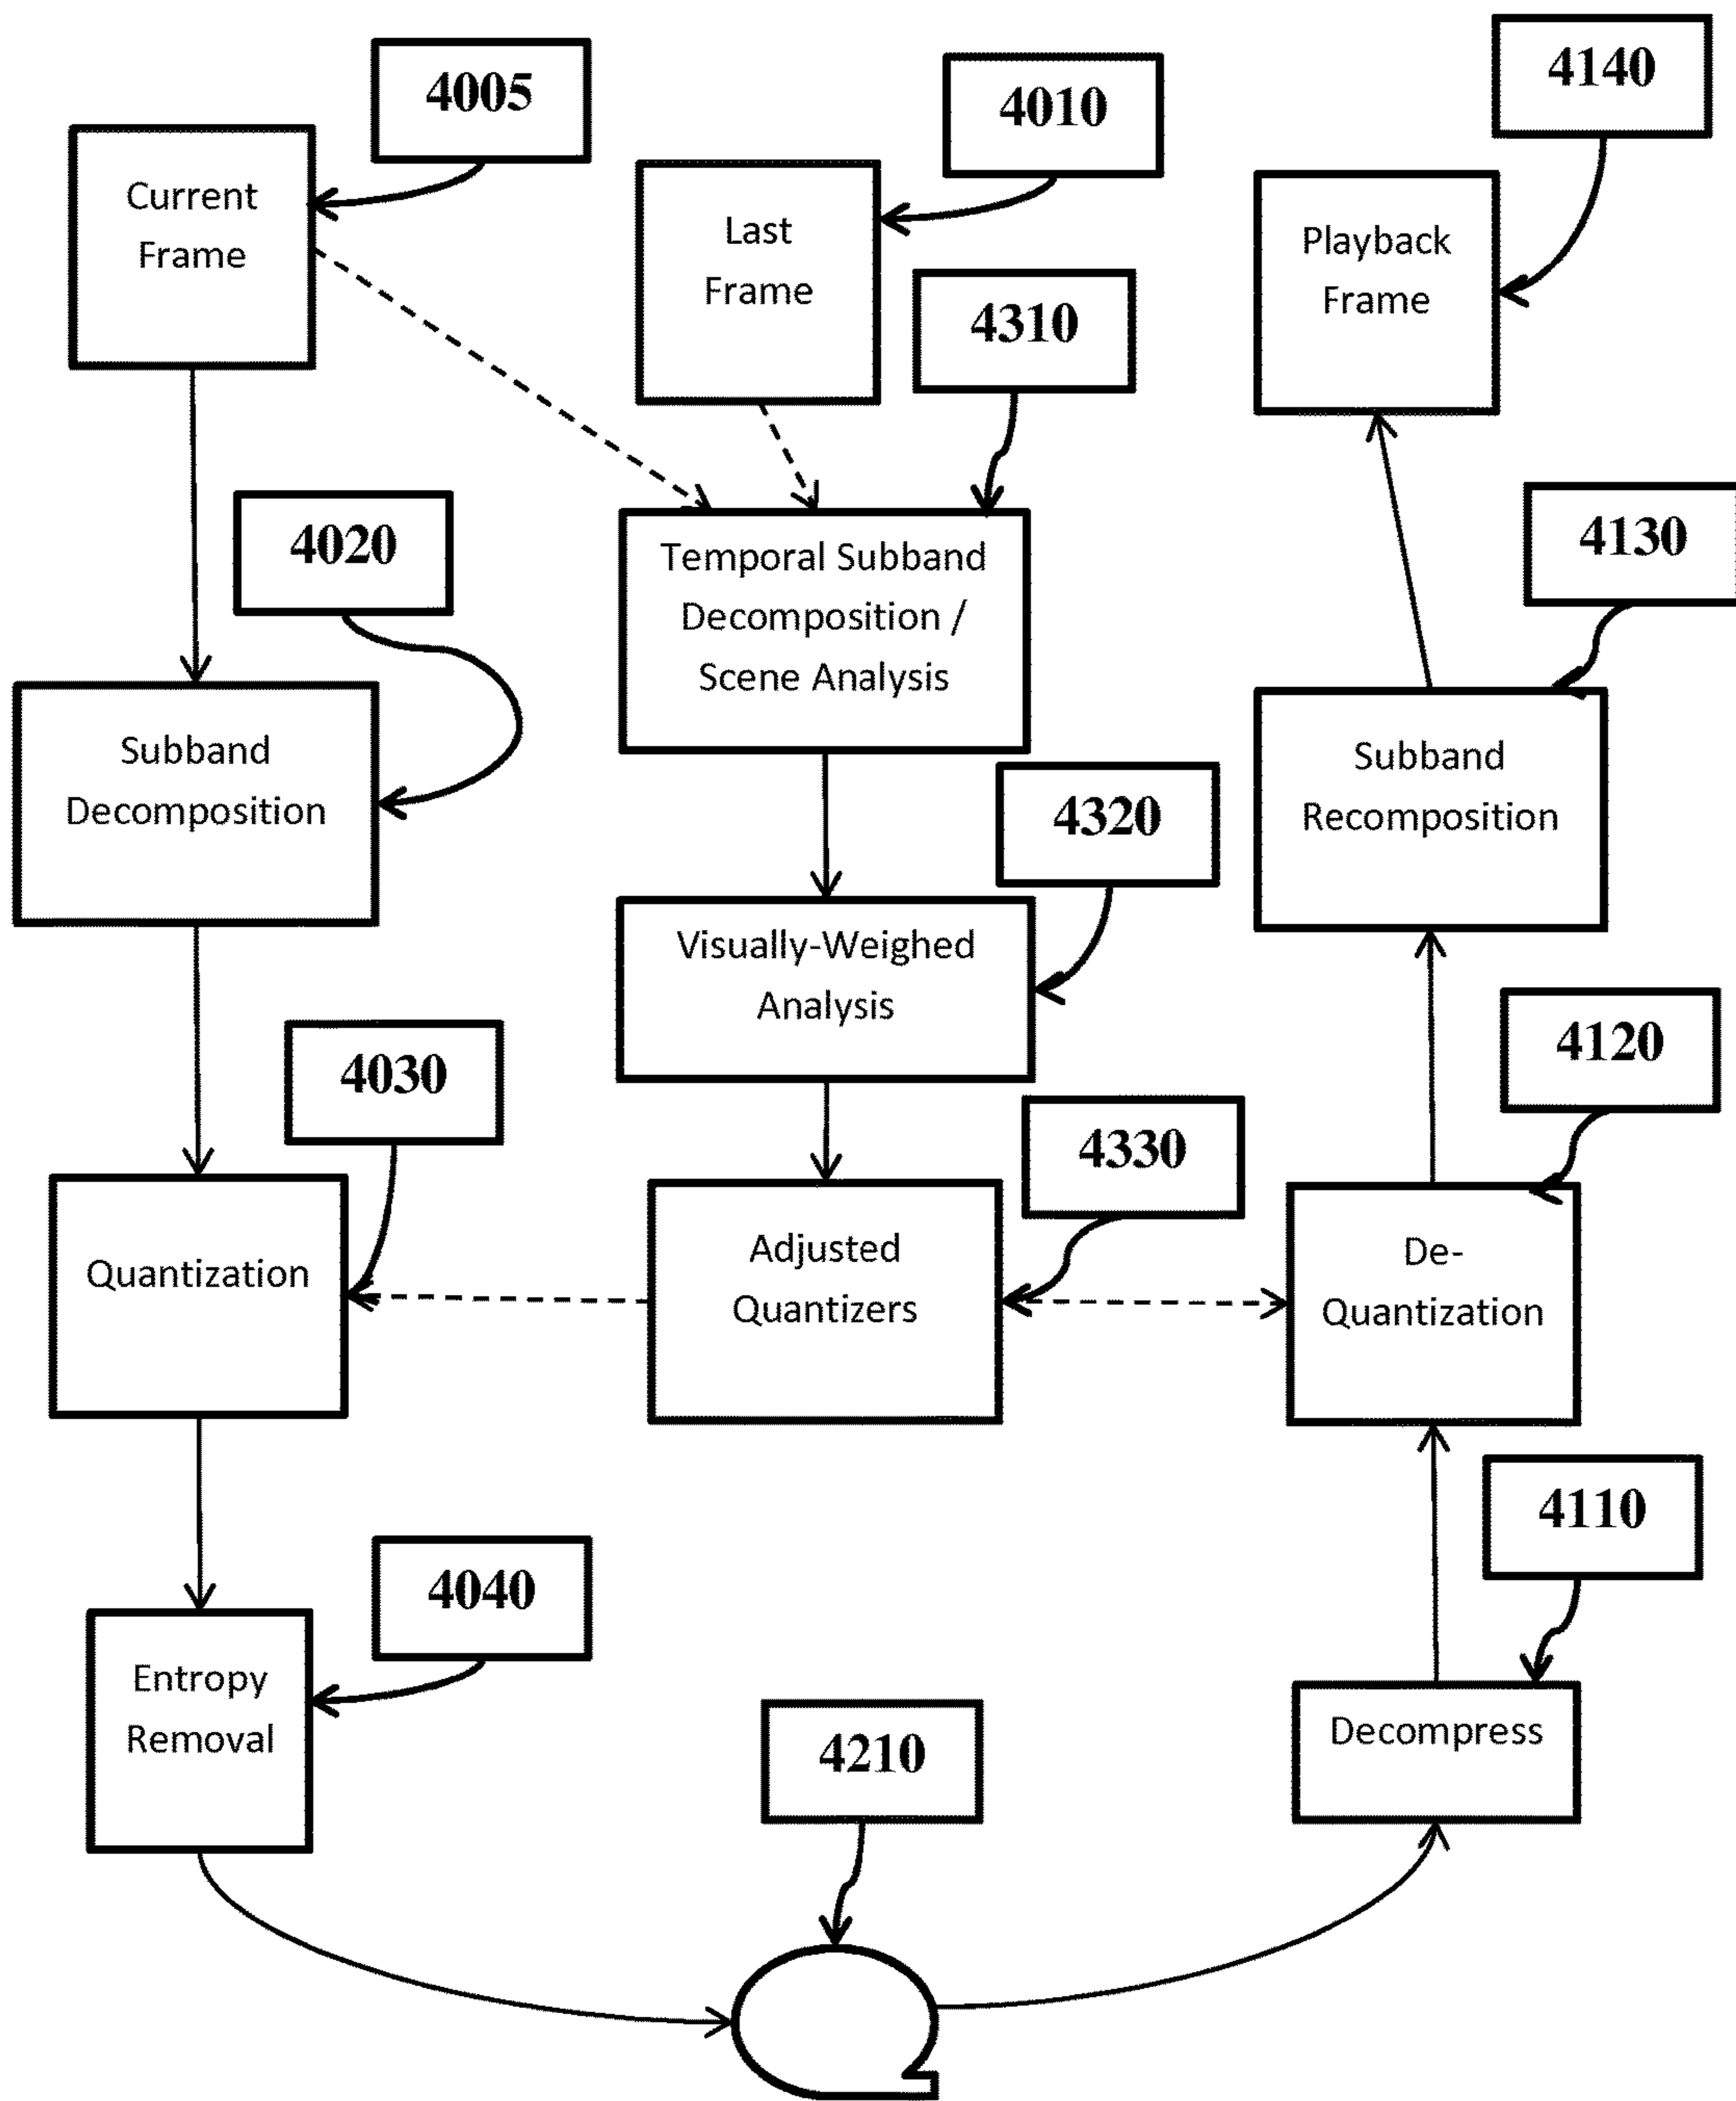 4005
Current
Frame
4010
Last
Frame
4140
Playback
Frame
4310
4020
Temporal Subband
Decomposition /
Scene Analysis
4130
Subband
Decomposition
Subband
Recomposition
4320
Visually-Weighed
Analysis
4030
4120
4330
Quantization
Adjusted
Quantizers
De-
Quantization
4040
4110
Entropy
Removal
4210
Decompress